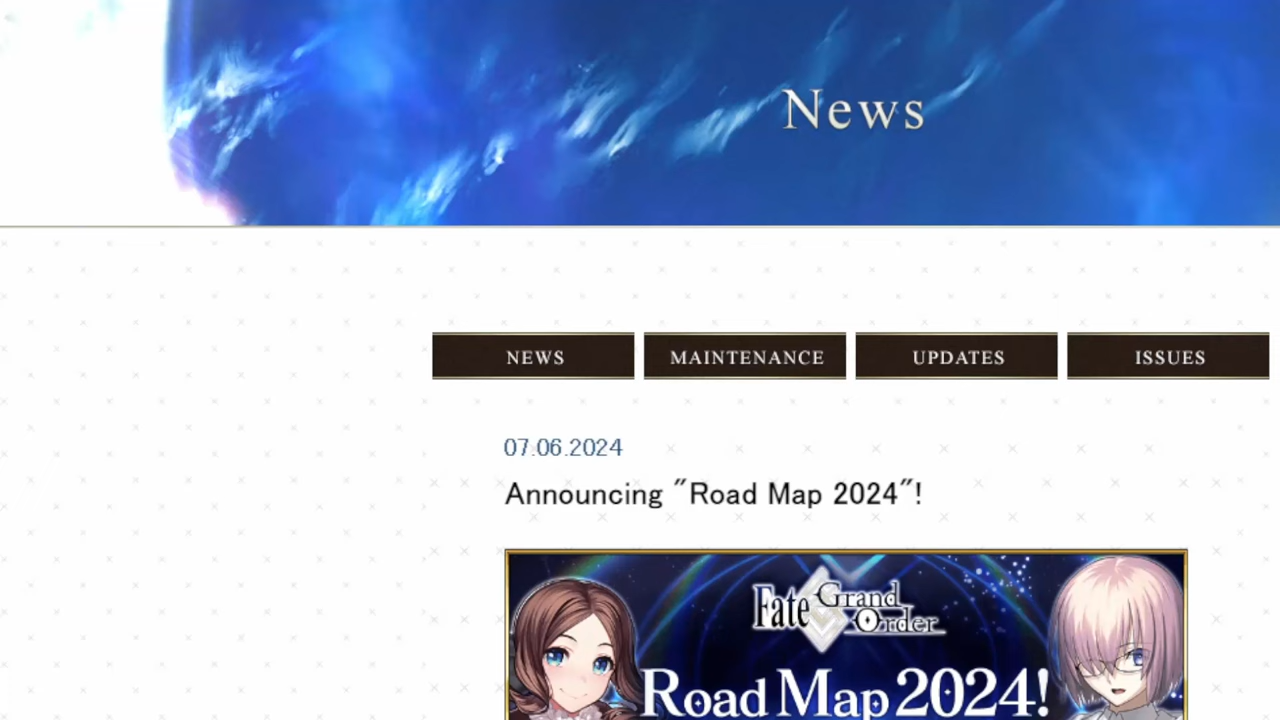 News
NEWS MAINTENANCE UPDATES ISSUES
07.06.2024
Announcing "Road Map 2024"!
Fate Grand Order
Road Map 2024!